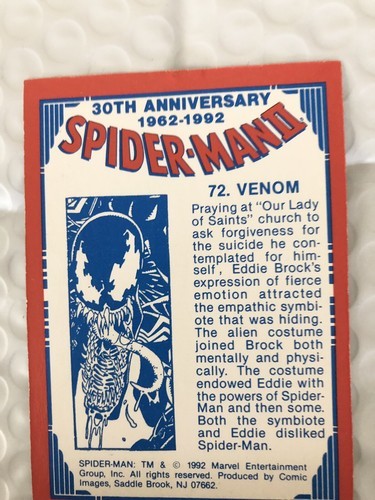 30TH ANNIVERSARY
1962-1992
SPIDER-MAN II
72. VENOM
Praying at "Our Lady
of Saints" church to
ask forgiveness for
the suicide he con-
templated for him-
self, Eddie Brock's
expression of fierce
emotion attracted
the empathic symbi-
ote that was hiding.
The alien costume
joined Brock both
mentally and physi-
cally. The costume
endowed Eddie with
the powers of Spider-
Man and then some.
Both the symbiote
and Eddie disliked
Spider-Man.
SPIDER-MAN: TM & © 1992 Marvel Entertainment
Group, Inc. All rights reserved. Produced by Comic
Images, Saddle Brook, NJ 07662.